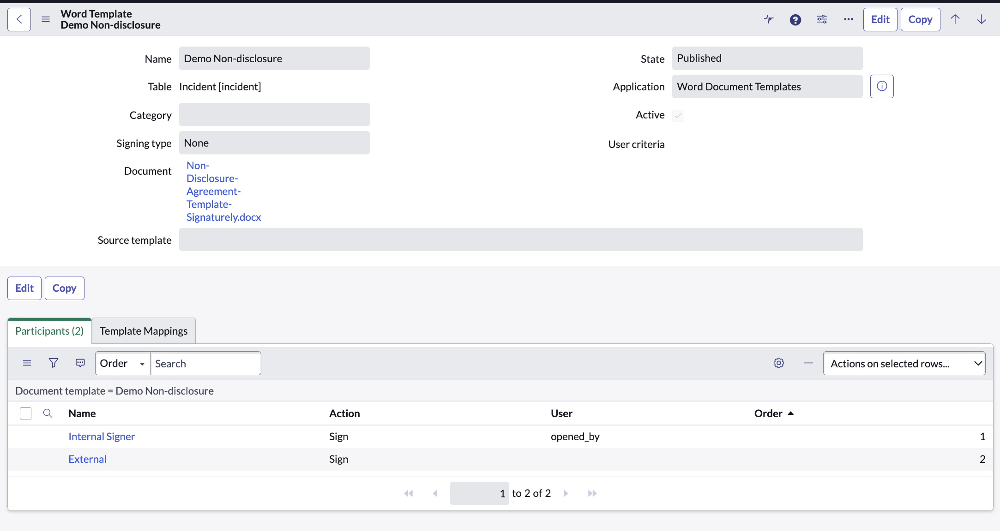 Word Template
Demo Non-disclosure
Edit
Copy
Name
Demo Non-disclosure
State
Published
Table
Incident [incident]
Application
Word Document Templates
Category
Active
Signing type
None
User criteria
Document
Non-
Disclosure-
Agreement-
Template-
Signaturely.docx
Source template
Edit
Copy
Participants (2)
Template Mappings
Order
Search
Actions on selected rows...
Document template = Demo Non-disclosure
Name Action User Order
Internal Signer Sign opened_by 1
External Sign 2
1 to 2 of 2